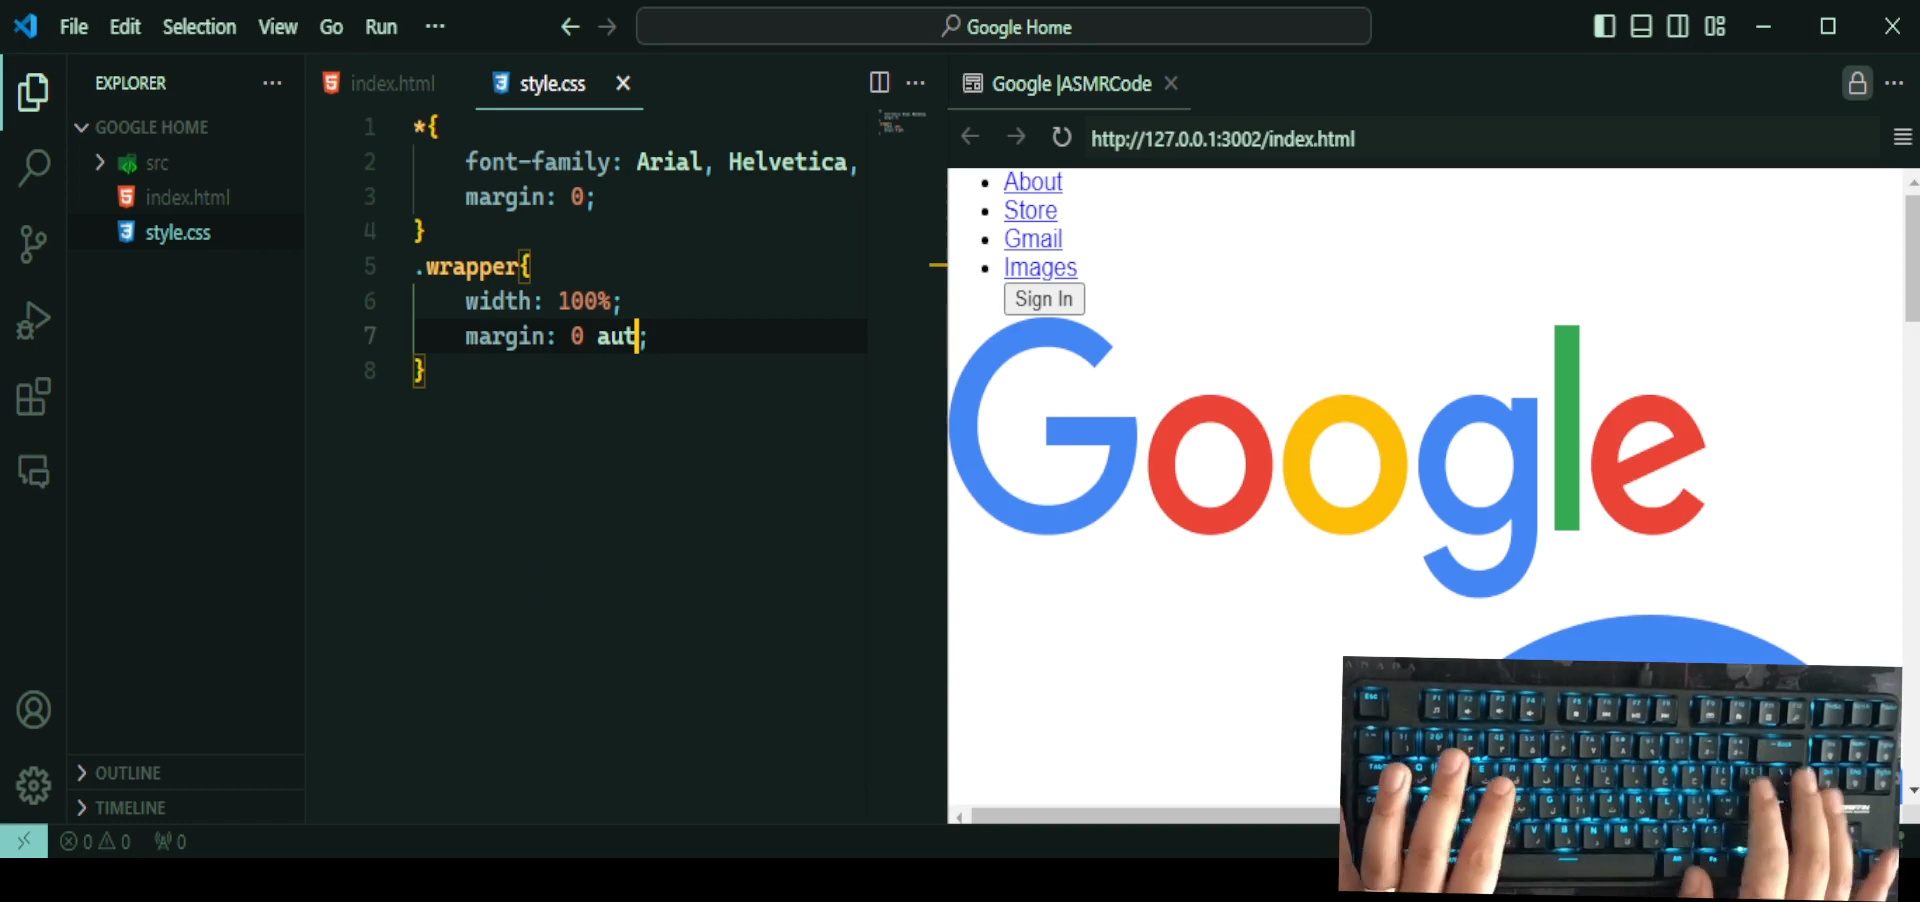 File Edit Selection View Go Run ···
Google Home
EXPLORER ···
index.html
style.css
Google |ASMRCode
GOOGLE HOME
src
index.html
style.css
http://127.0.0.1:3002/index.html
1 *{
2 font-family: Arial, Helvetica,
3 margin: 0;
4 }
5 .wrapper{
6 width: 100%;
7 margin: 0 aut;
8 }
About
Store
Gmail
Images
Sign In
Google
OUTLINE
TIMELINE
0 0 0